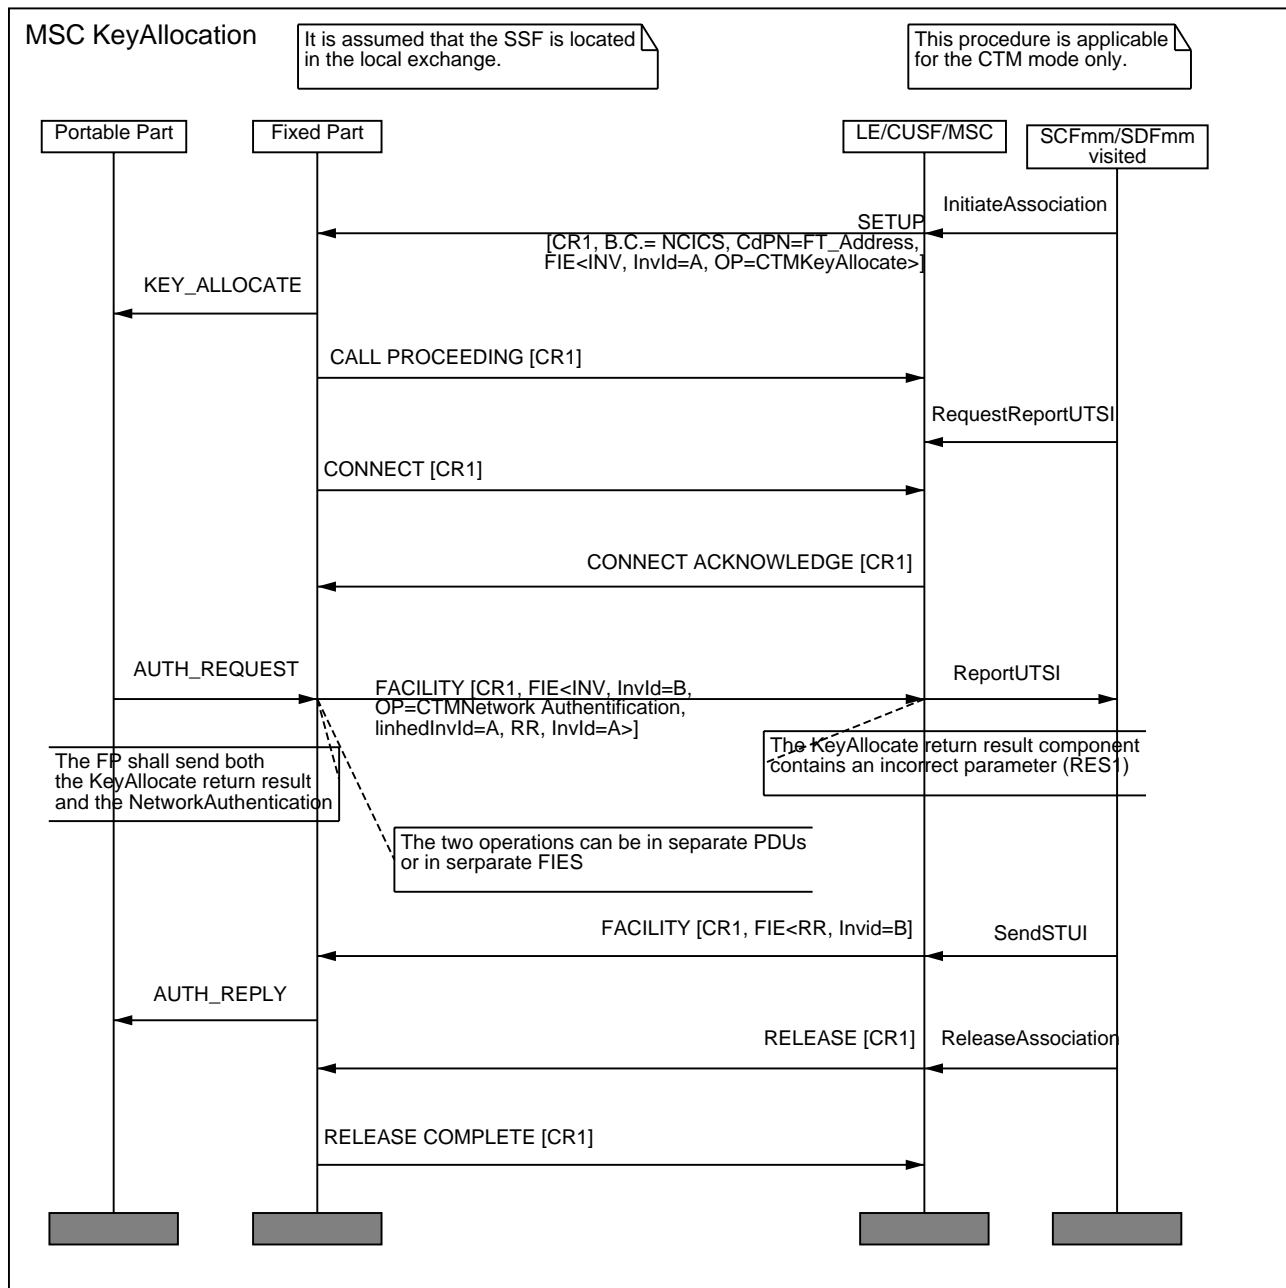 MSC KeyAllocation
It is assumed that the SSF is located
in the local exchange.
This procedure is applicable
for the CTM mode only.
Portable Part
Fixed Part
LE/CUSF/MSC
SCFmm/SDFmm
visited
InitiateAssociation
SETUP
[CR1, B.C.= NCICS, CdPN=FT_Address,
FIE<INV, InvId=A, OP=CTMKeyAllocate>]
KEY_ALLOCATE
CALL PROCEEDING [CR1]
RequestReportUTSI
CONNECT [CR1]
CONNECT ACKNOWLEDGE [CR1]
AUTH_REQUEST
FACILITY [CR1, FIE<INV, InvId=B,
OP=CTMNetwork Authentification,
linhedInvId=A, RR, InvId=A>]
ReportUTSI
The FP shall send both
the KeyAllocate return result
and the NetworkAuthentication
The KeyAllocate return result component
contains an incorrect parameter (RES1)
The two operations can be in separate PDUs
or in serparate FIES
FACILITY [CR1, FIE<RR, Invid=B]
SendSTUI
AUTH_REPLY
RELEASE [CR1]
ReleaseAssociation
RELEASE COMPLETE [CR1]